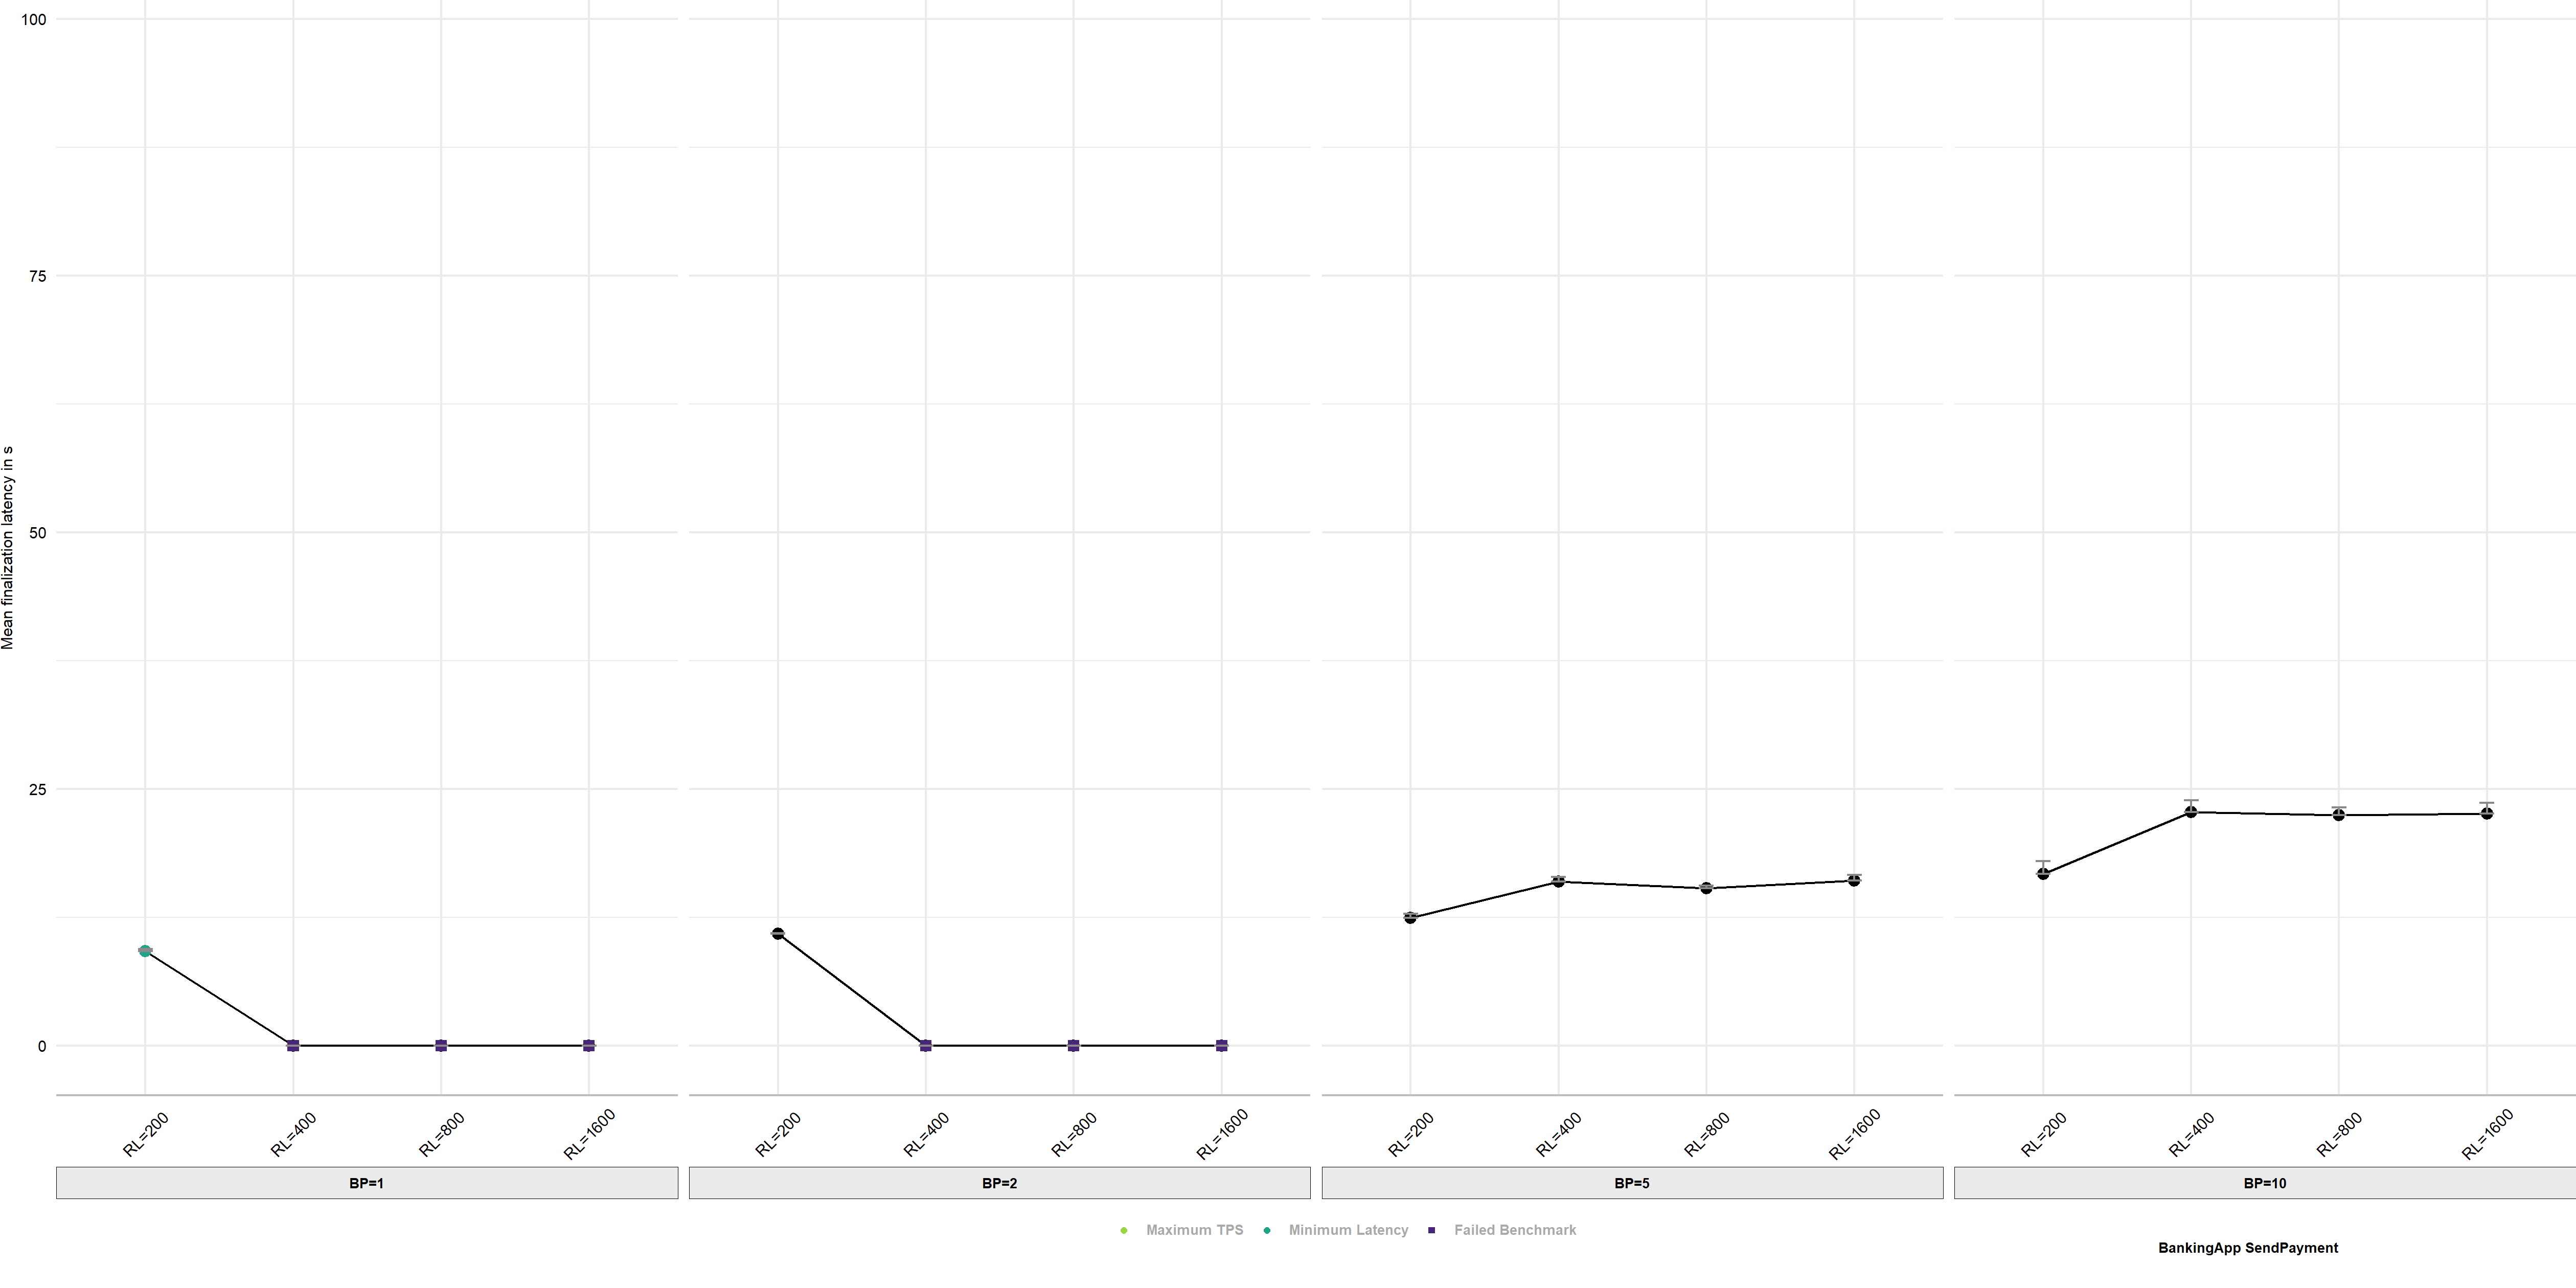 100
75
50
25
0
Mean finalization latency in s
RL=200 RL=400 RL=800 RL=1600 RL=200 RL=400 RL=800 RL=1600 RL=200 RL=400 RL=800 RL=1600 RL=200 RL=400 RL=800 RL=1600
BP=1 BP=2 BP=5 BP=10
Maximum TPS Minimum Latency Failed Benchmark
BankingApp SendPayment